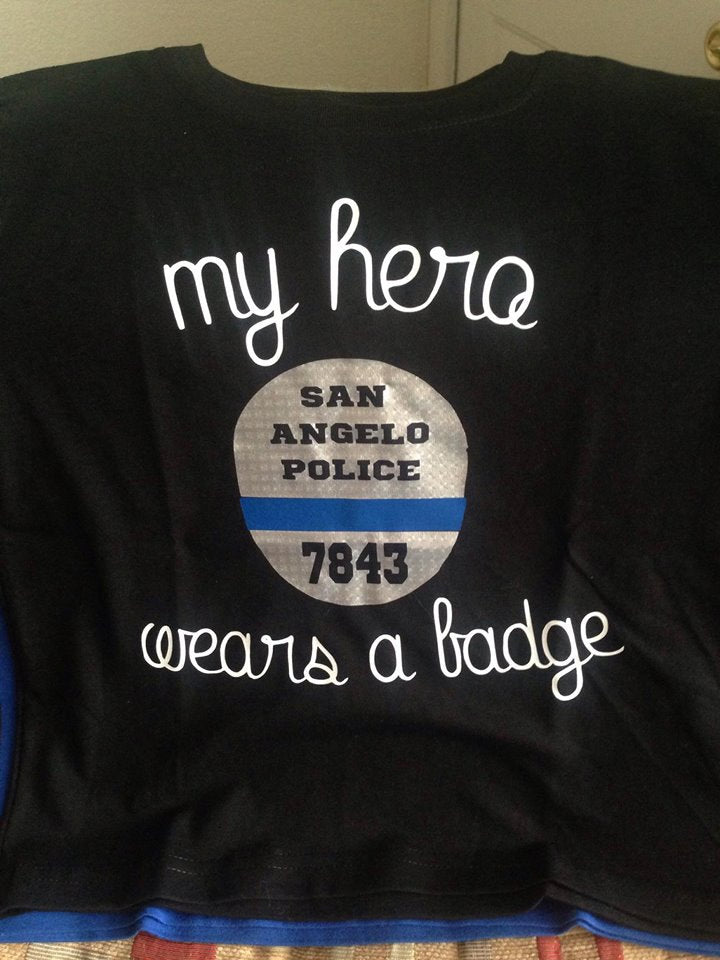 my hero
SAN
ANGELO
POLICE
7843
wears a badge